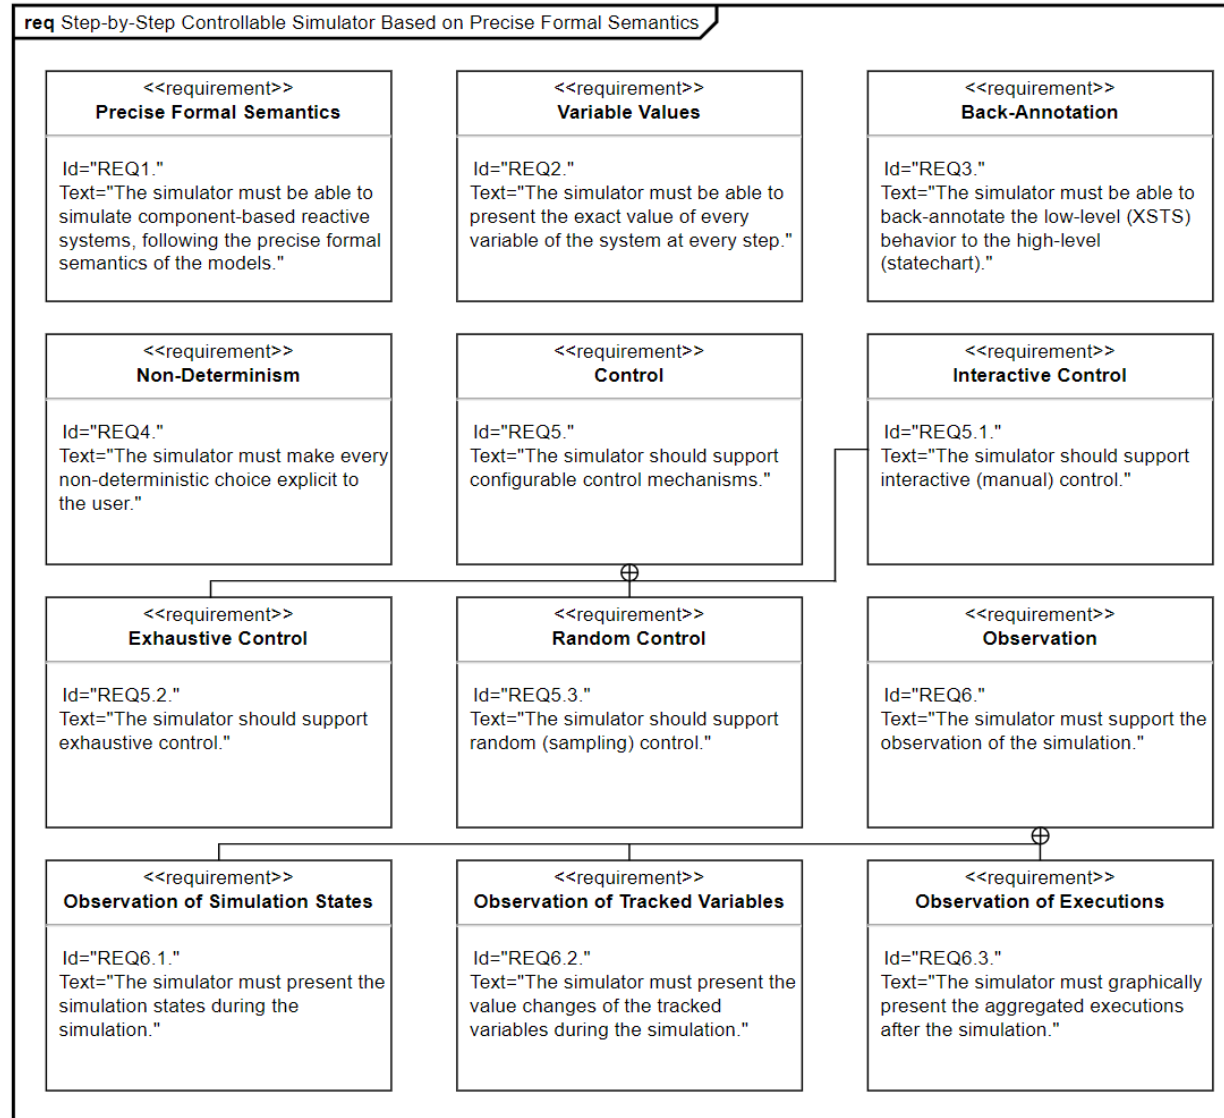 req Step-by-Step Controllable Simulator Based on Precise Formal Semantics
<<requirement>>
Precise Formal Semantics
Id="REQ1."
Text="The simulator must be able to
simulate component-based reactive
systems, following the precise formal
semantics of the models."
<<requirement>>
Variable Values
Id="REQ2."
Text="The simulator must be able to
present the exact value of every
variable of the system at every step."
<<requirement>>
Back-Annotation
Id="REQ3."
Text="The simulator must be able to
back-annotate the low-level (XSTS)
behavior to the high-level
(statechart)."
<<requirement>>
Non-Determinism
Id="REQ4."
Text="The simulator must make every
non-deterministic choice explicit to
the user."
<<requirement>>
Control
Id="REQ5."
Text="The simulator should support
configurable control mechanisms."
<<requirement>>
Interactive Control
Id="REQ5.1."
Text="The simulator should support
interactive (manual) control."
<<requirement>>
Exhaustive Control
Id="REQ5.2."
Text="The simulator should support
exhaustive control."
<<requirement>>
Random Control
Id="REQ5.3."
Text="The simulator should support
random (sampling) control."
<<requirement>>
Observation
Id="REQ6."
Text="The simulator must support the
observation of the simulation."
<<requirement>>
Observation of Simulation States
Id="REQ6.1."
Text="The simulator must present the
simulation states during the
simulation."
<<requirement>>
Observation of Tracked Variables
Id="REQ6.2."
Text="The simulator must present the
value changes of the tracked
variables during the simulation."
<<requirement>>
Observation of Executions
Id="REQ6.3."
Text="The simulator must graphically
present the aggregated executions
after the simulation."